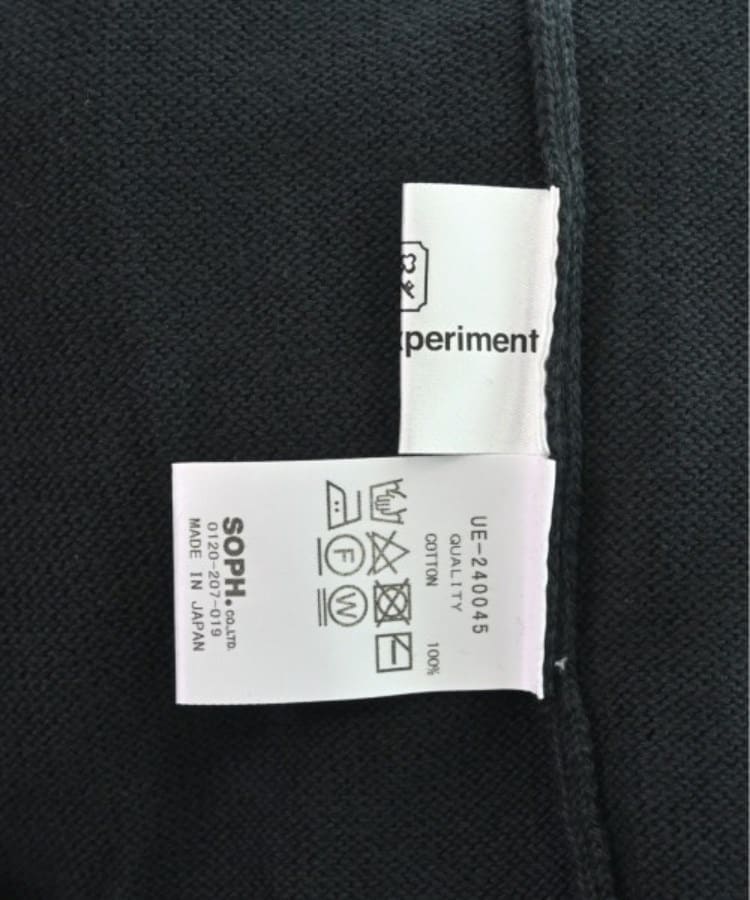 xperiment
UE-240045
QUALITY
COTTON 100%
F W
SOPH.CO.,LTD.
0120-207-019
MADE IN JAPAN